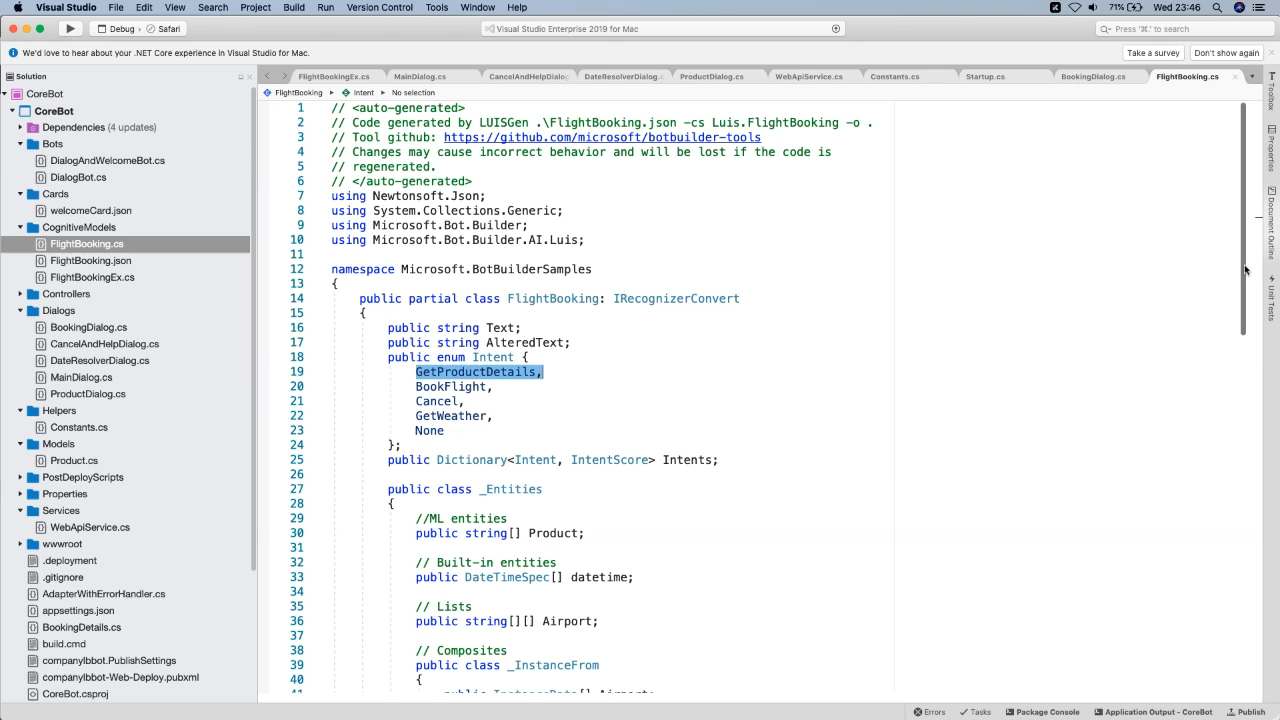 Visual Studio File Edit View Search Project Build Run Version Control Tools Window Help 71% Wed 23:46
Debug › Safari Visual Studio Enterprise 2019 for Mac Press '⌘.' to search
We'd love to hear about your .NET Core experience in Visual Studio for Mac. Take a survey Don't show again
Solution
FlightBookingEx.cs MainDialog.cs CancelAndHelpDialog DateResolverDialog.c ProductDialog.cs WebApiService.cs Constants.cs Startup.cs BookingDialog.cs FlightBooking.cs
FlightBooking Intent No selection
CoreBot
CoreBot
Dependencies (4 updates)
Bots
DialogAndWelcomeBot.cs
DialogBot.cs
Cards
welcomeCard.json
CognitiveModels
FlightBooking.cs
FlightBooking.json
FlightBookingEx.cs
Controllers
Dialogs
BookingDialog.cs
CancelAndHelpDialog.cs
DateResolverDialog.cs
MainDialog.cs
ProductDialog.cs
Helpers
Constants.cs
Models
Product.cs
PostDeployScripts
Properties
Services
WebApiService.cs
wwwroot
.deployment
.gitignore
AdapterWithErrorHandler.cs
appsettings.json
BookingDetails.cs
build.cmd
companylbbot.PublishSettings
companylbbot-Web-Deploy.pubxml
CoreBot.csproj
1 // <auto-generated>
2 // Code generated by LUISGen .\FlightBooking.json -cs Luis.FlightBooking -o .
3 // Tool github: https://github.com/microsoft/botbuilder-tools
4 // Changes may cause incorrect behavior and will be lost if the code is
5 // regenerated.
6 // </auto-generated>
7 using Newtonsoft.Json;
8 using System.Collections.Generic;
9 using Microsoft.Bot.Builder;
10 using Microsoft.Bot.Builder.AI.Luis;
11
12 namespace Microsoft.BotBuilderSamples
13 {
14 public partial class FlightBooking: IRecognizerConvert
15 {
16 public string Text;
17 public string AlteredText;
18 public enum Intent {
19 GetProductDetails,
20 BookFlight,
21 Cancel,
22 GetWeather,
23 None
24 };
25 public Dictionary<Intent, IntentScore> Intents;
26
27 public class _Entities
28 {
29 //ML entities
30 public string[] Product;
31
32 // Built-in entities
33 public DateTimeSpec[] datetime;
34
35 // Lists
36 public string[][] Airport;
37
38 // Composites
39 public class _InstanceFrom
40 {
41 public InstanceData[] Airport;
Toolbox
Properties
Document Outline
Unit Tests
Errors Tasks Package Console Application Output - CoreBot Publish